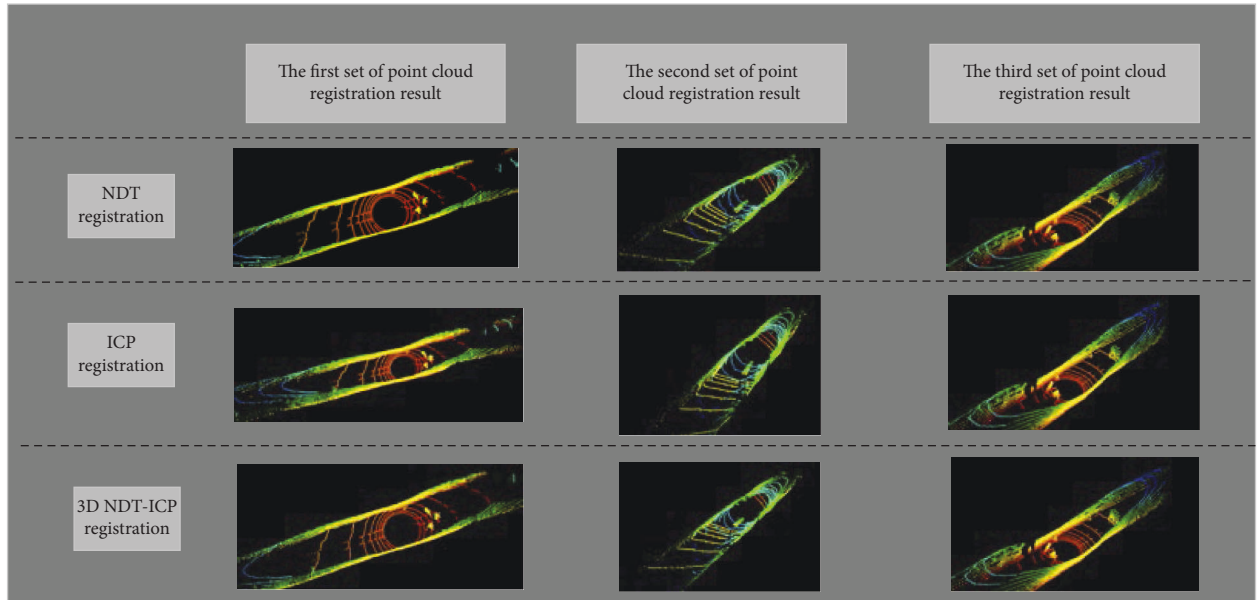 The first set of point cloud
registration result
The second set of point
cloud registration result
The third set of point cloud
registration result
NDT
registration
ICP
registration
3D NDT-ICP
registration